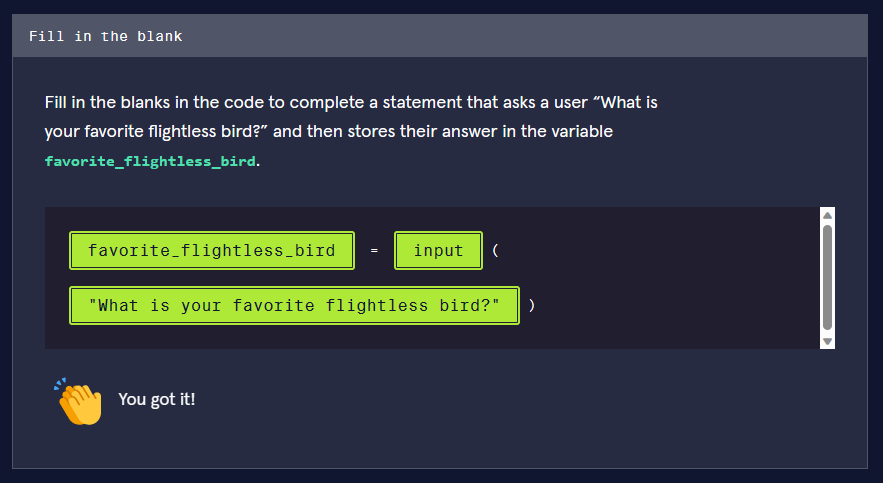 Fill in the blank
Fill in the blanks in the code to complete a statement that asks a user “What is
your favorite flightless bird?” and then stores their answer in the variable
favorite_flightless_bird.
favorite_flightless_bird = input (
"What is your favorite flightless bird?" )
You got it!